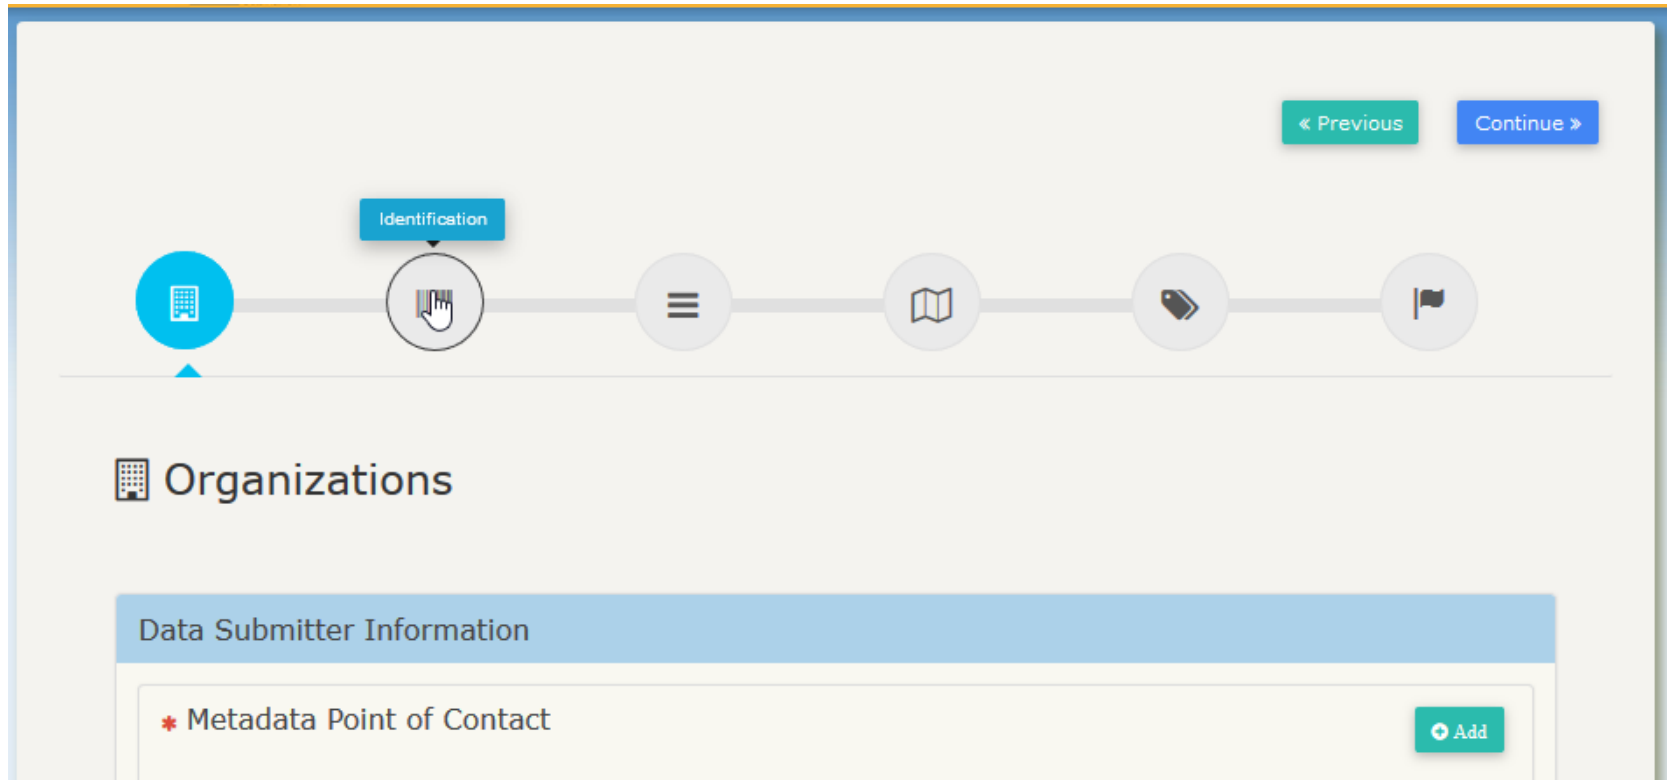 « Previous
Continue »
Identification
Organizations
Data Submitter Information
* Metadata Point of Contact
Add